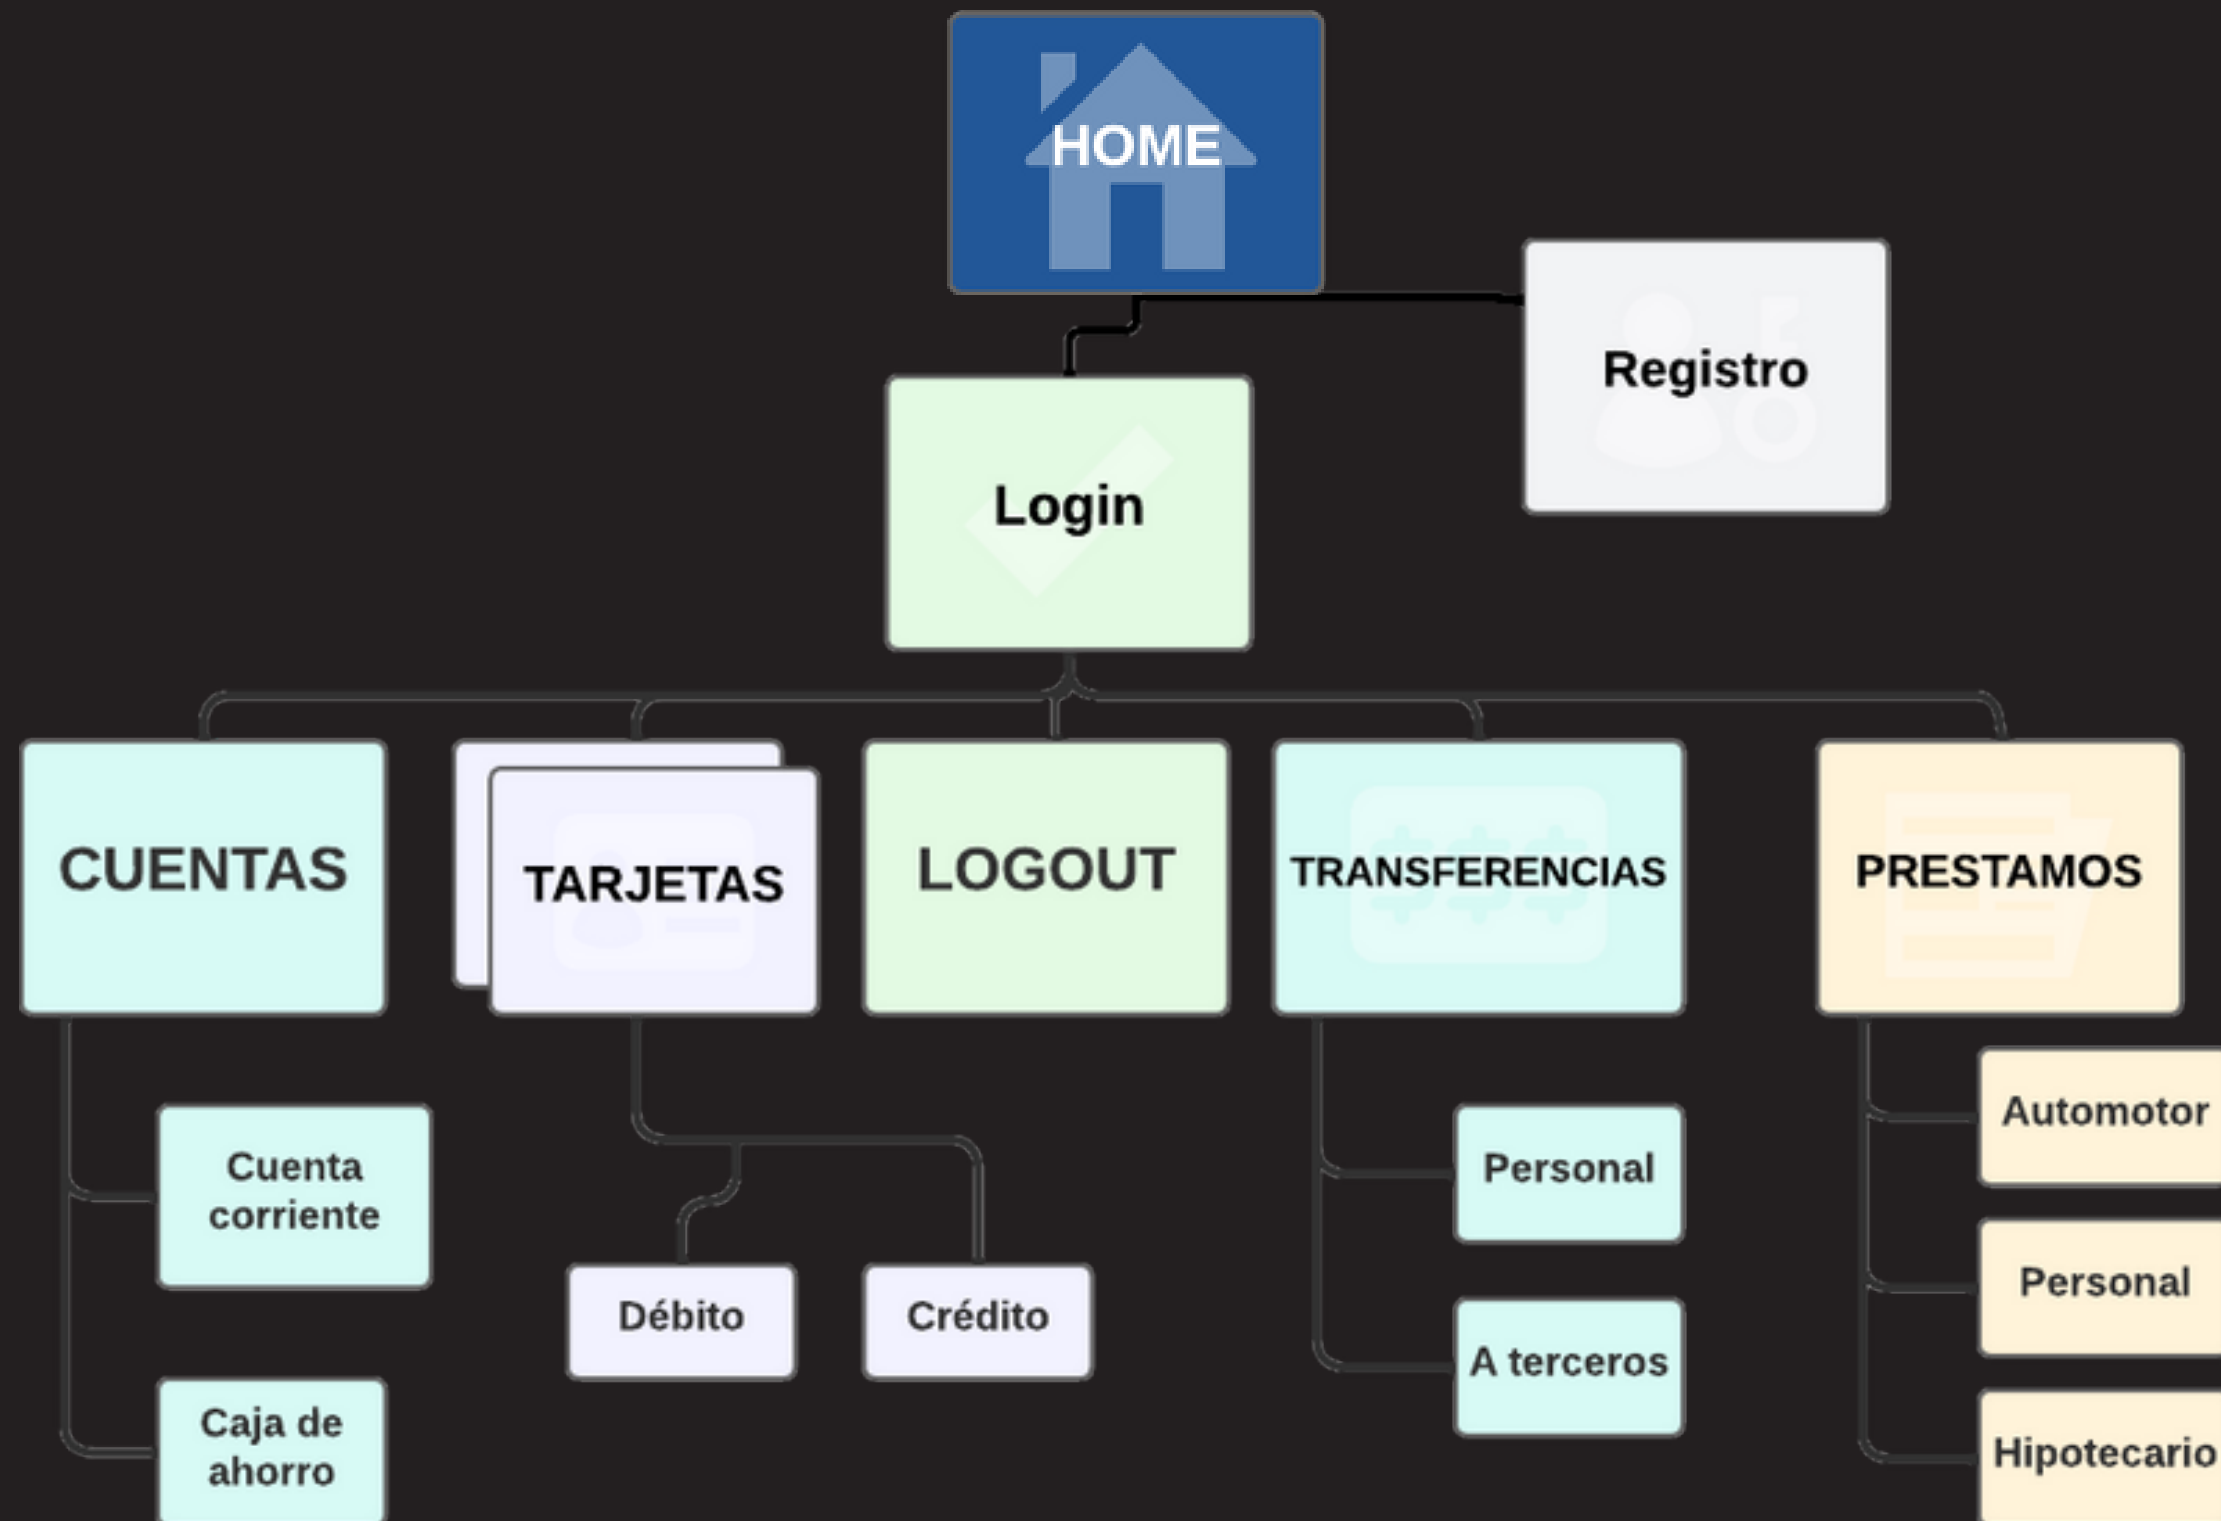 HOME
Registro
Login
CUENTAS
TARJETAS
LOGOUT
TRANSFERENCIAS
PRESTAMOS
Cuenta
corriente
Caja de
ahorro
Débito
Crédito
Personal
A terceros
Automotor
Personal
Hipotecario